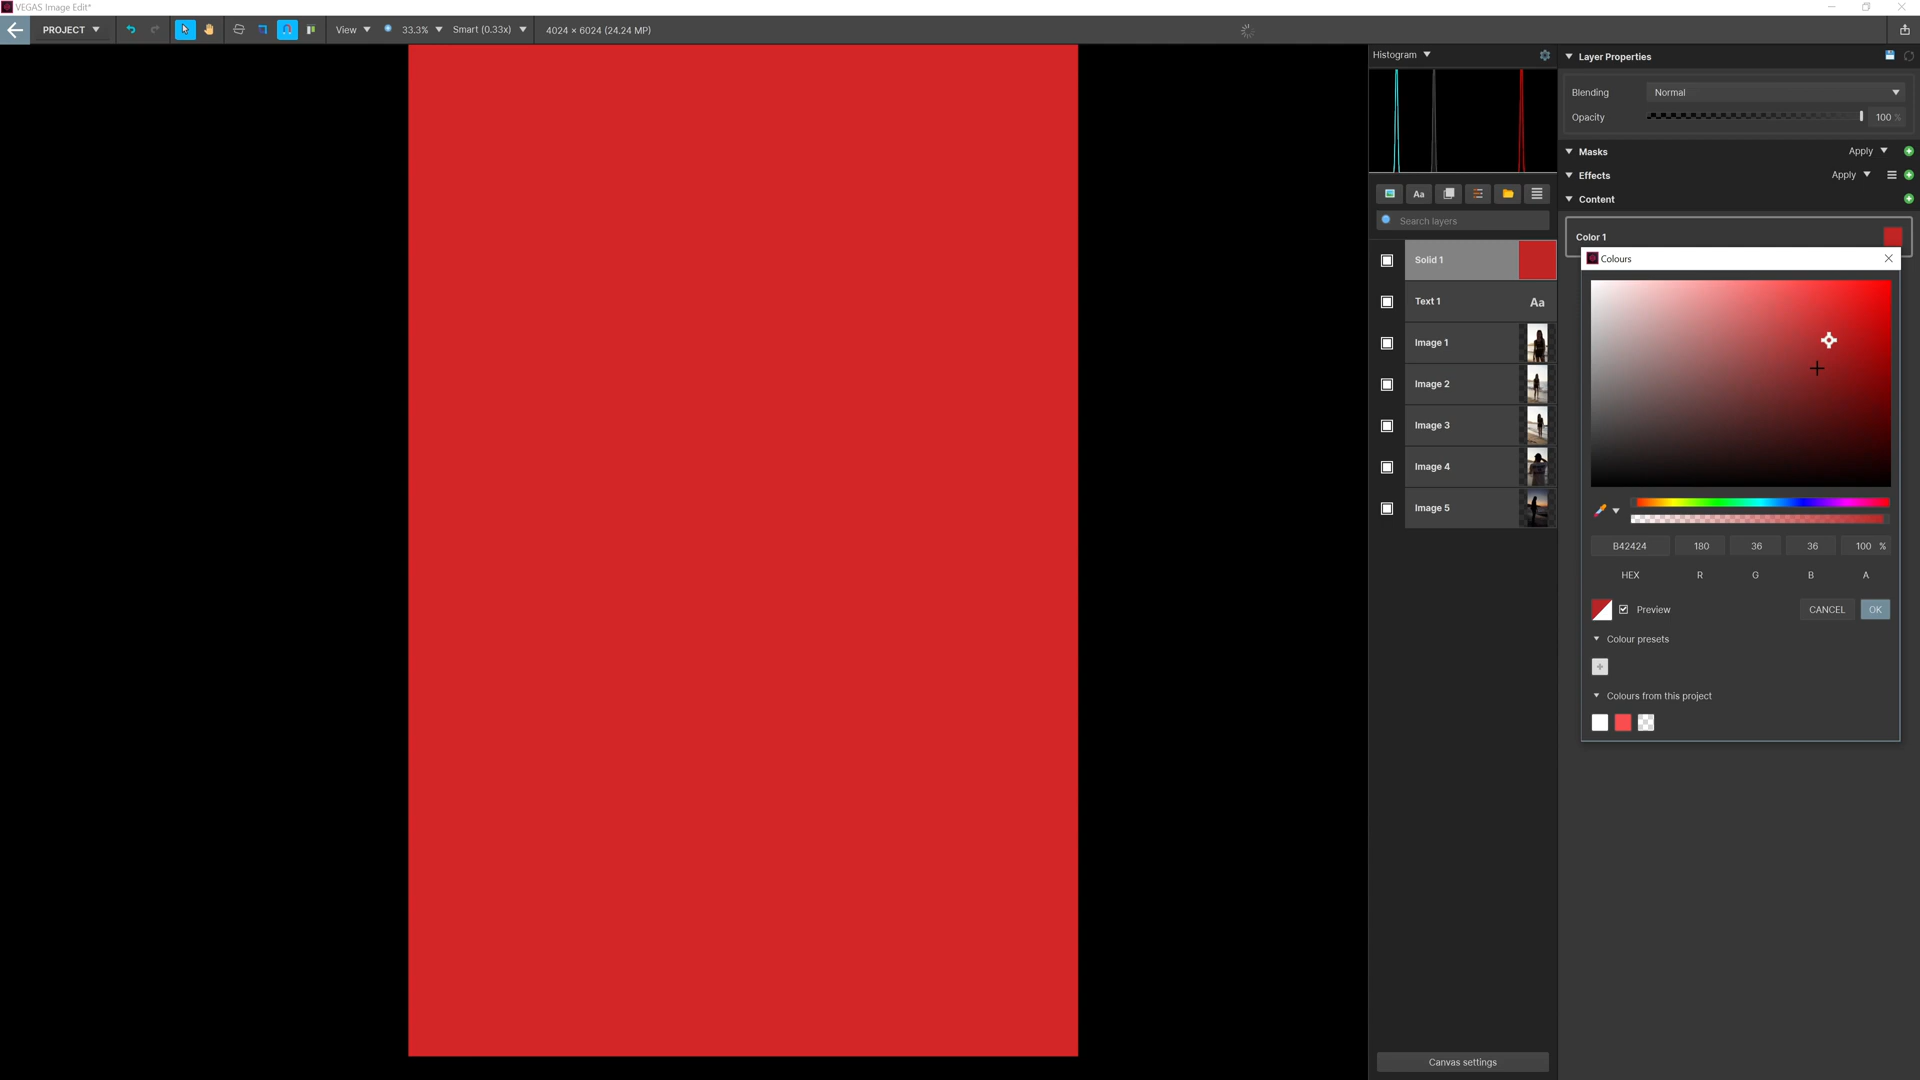 VEGAS Image Edit*
PROJECT
View
33.3%
Smart (0.33x)
4024 × 6024 (24.24 MP)
Histogram
Aa
Search layers
Solid 1
Text 1
Aa
Image 1
Image 2
Image 3
Image 4
Image 5
Canvas settings
Layer Properties
Blending
Normal
Opacity
100 %
Masks
Apply
Effects
Apply
Content
Color 1
Colours
B42424
180
36
36
100 %
HEX
R
G
B
A
Preview
CANCEL
OK
Colour presets
Colours from this project